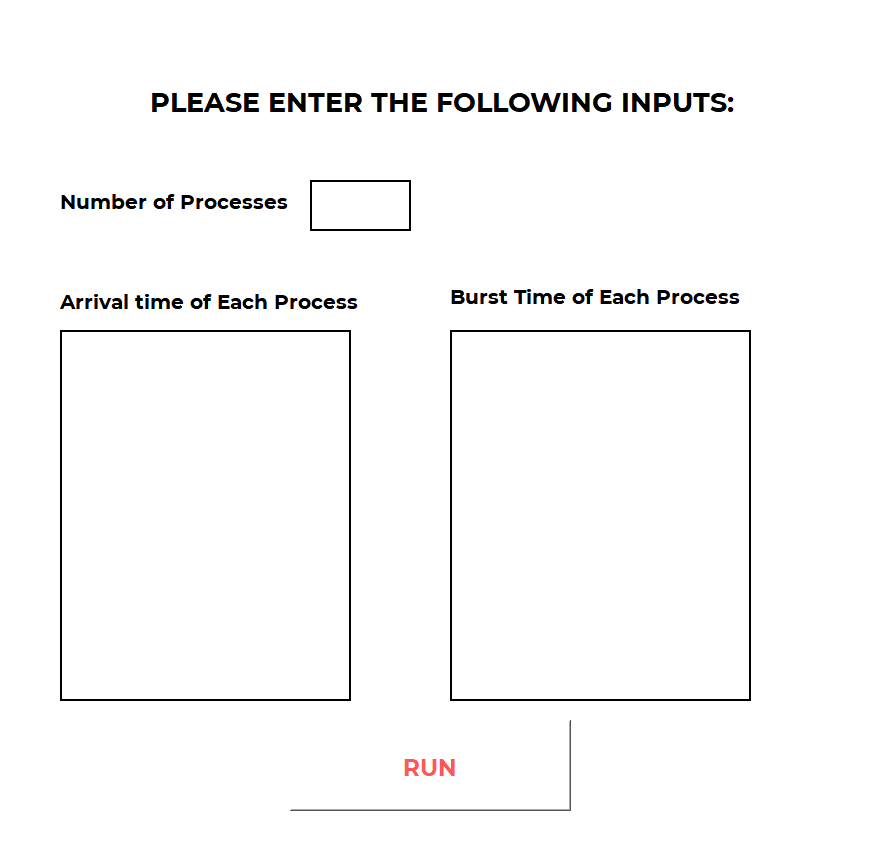 PLEASE ENTER THE FOLLOWING INPUTS:
Number of Processes
Arrival time of Each Process
Burst Time of Each Process
RUN